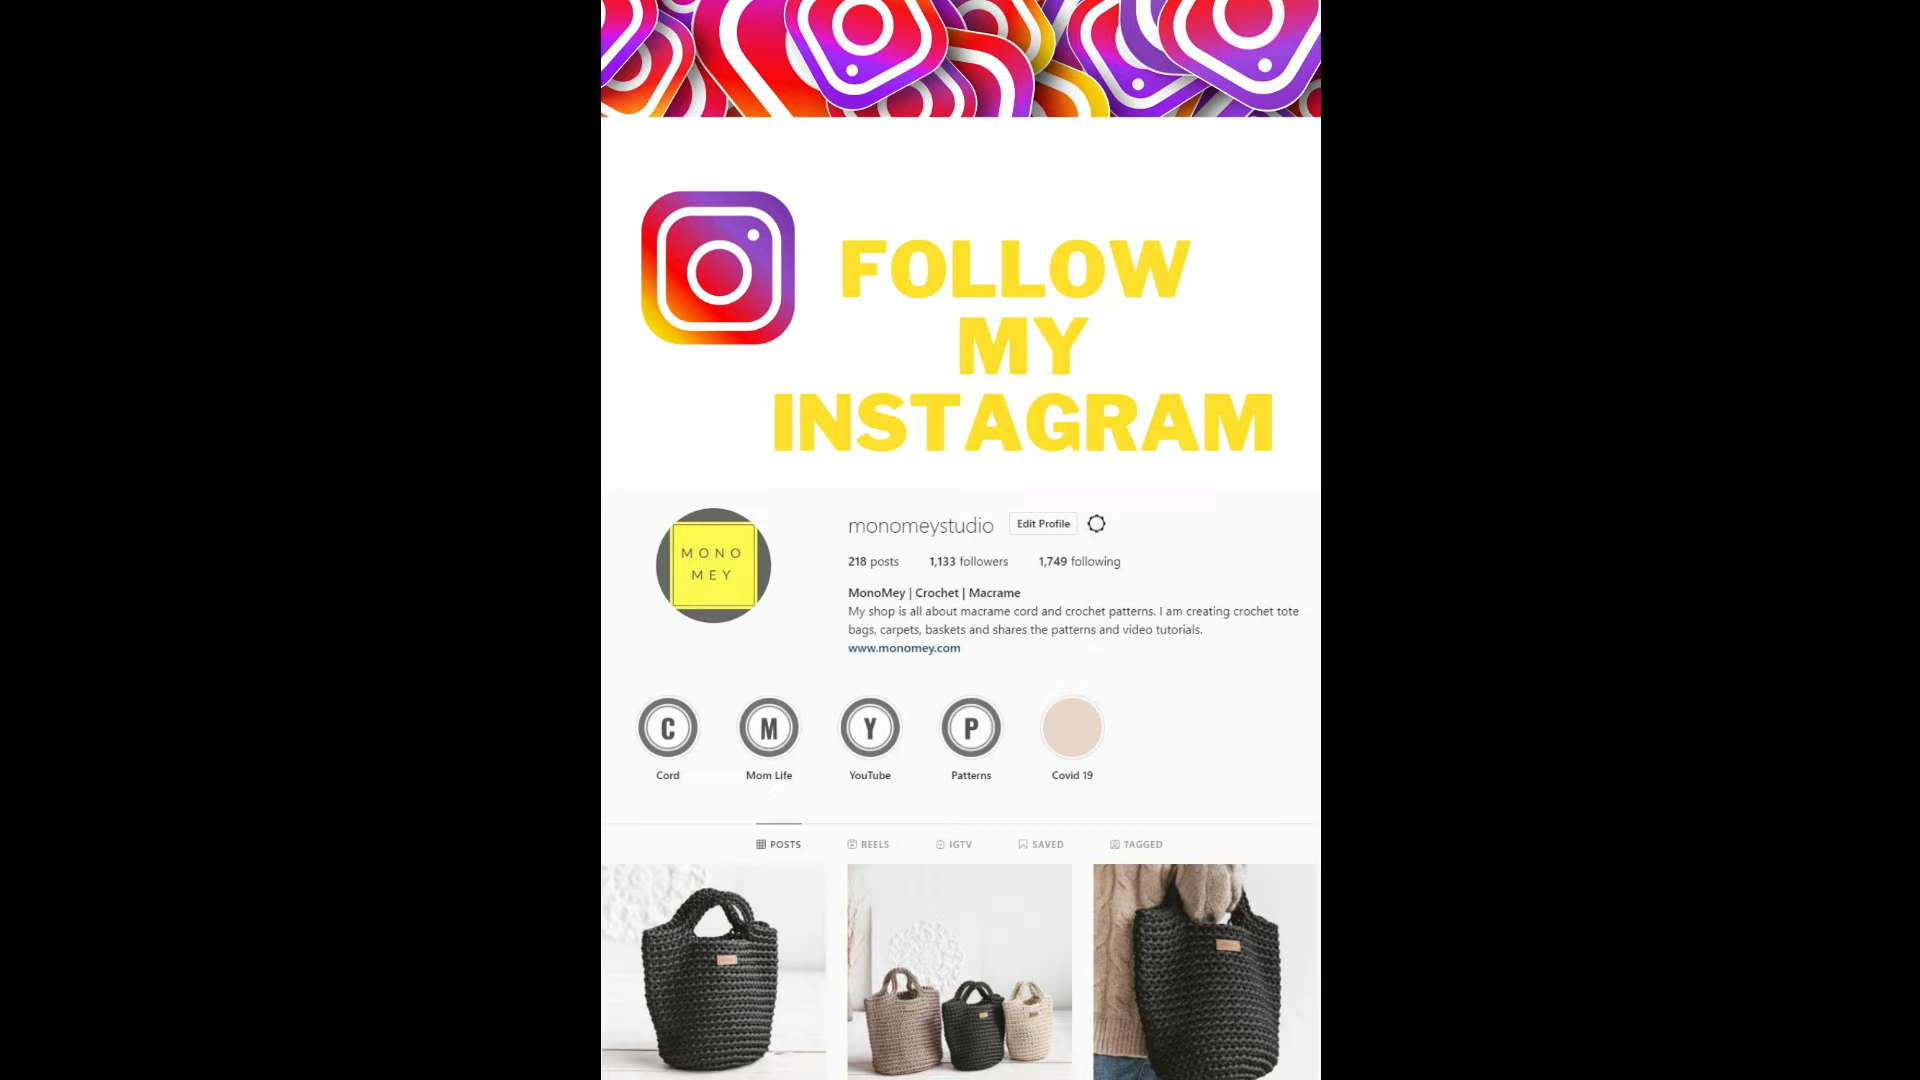 FOLLOW
MY
INSTAGRAM
MONO
MEY
monomeystudio Edit Profile
218 posts 1,133 followers 1,749 following
MonoMey | Crochet | Macrame
My shop is all about macrame cord and crochet patterns. I am creating crochet tote
bags, carpets, baskets and shares the patterns and video tutorials.
www.monomey.com
C M Y P
Cord Mom Life YouTube Patterns Covid 19
POSTS REELS IGTV SAVED TAGGED